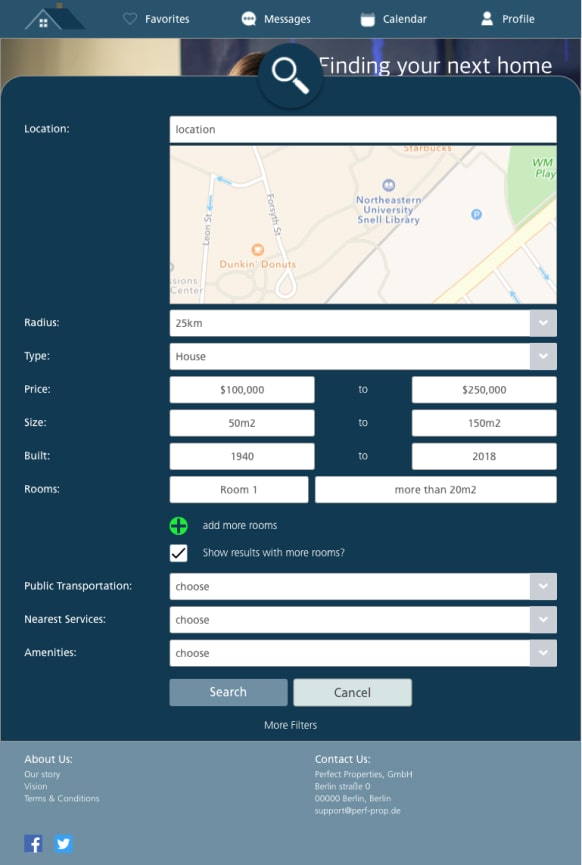 Favorites
Messages
Calendar
Profile
Finding your next home
Location:
location
Starbucks
WM
Play
Northeastern
University
Snell Library
P
Leon St
Forsyth St
Dunkin' Donuts
ssions
Center
Radius:
25km
Type:
House
Price:
$100,000 to $250,000
Size:
50m2 to 150m2
Built:
1940 to 2018
Rooms:
Room 1 more than 20m2
add more rooms
Show results with more rooms?
Public Transportation:
choose
Nearest Services:
choose
Amenities:
choose
Search
Cancel
More Filters
About Us:
Our story
Vision
Terms & Conditions
Contact Us:
Perfect Properties, GmbH
Berlin straße 0
00000 Berlin, Berlin
support@perf-prop.de